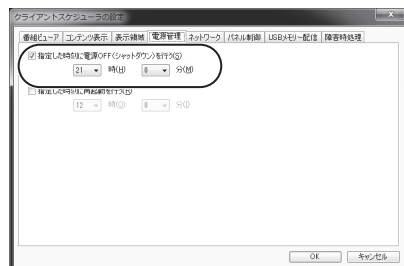 クライアントスケジューラの設定
番組ビューア コンテンツ表示 表示領域 電源管理 ネットワーク パネル制御 USBメモリー配信 障害時処理
指定した時刻に電源OFF(シャットダウン)を行う(S)
21 時(H) 0 分(M)
指定した時刻に再起動を行う(R)
12 時(O) 0 分(I)
OK キャンセル